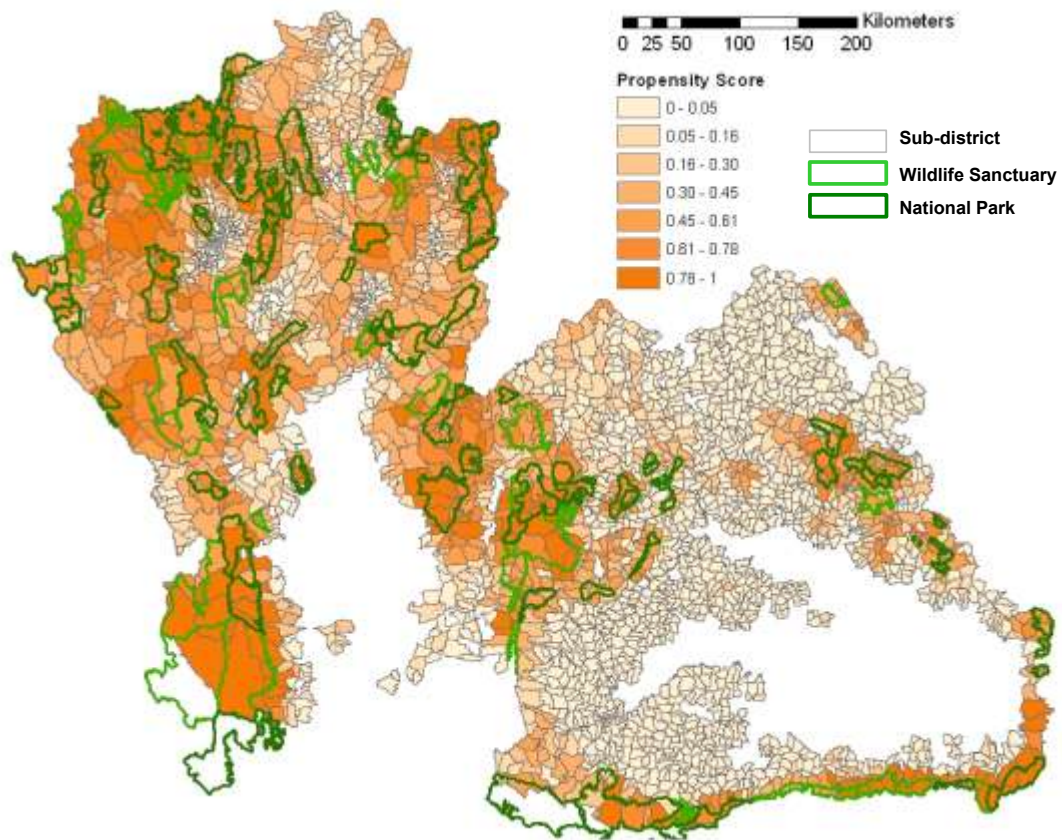 Kilometers
0 25 50 100 150 200
Propensity Score
0 - 0.05
0.05 - 0.16
0.16 - 0.30
0.30 - 0.45
0.45 - 0.61
0.61 - 0.78
0.78 - 1
Sub-district
Wildlife Sanctuary
National Park